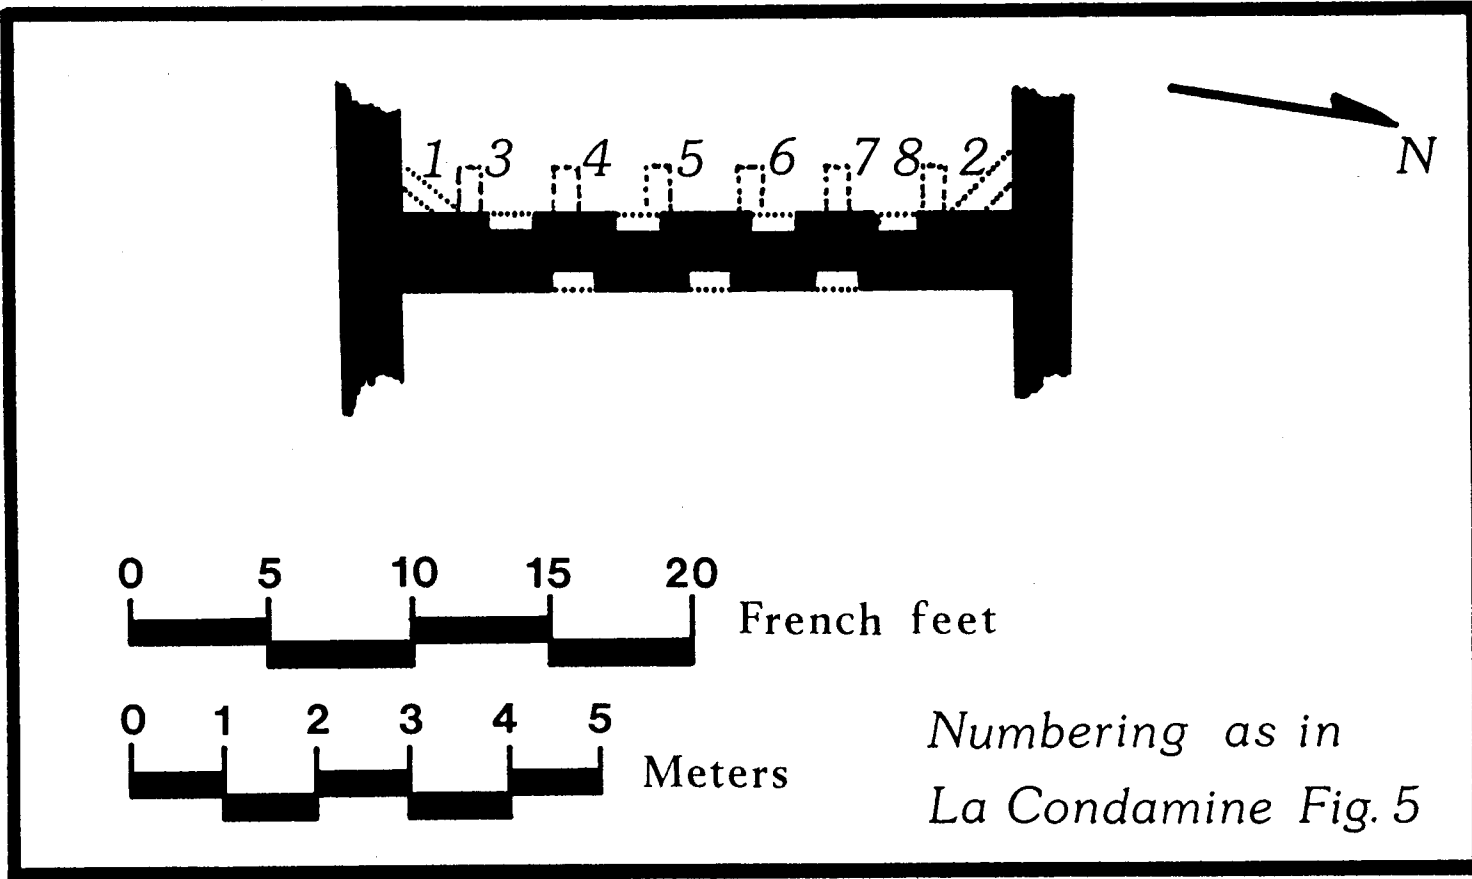 1 3 4 5 6 7 8 2
N
0 5 10 15 20
French feet
0 1 2 3 4 5
Meters
Numbering as in
La Condamine Fig. 5